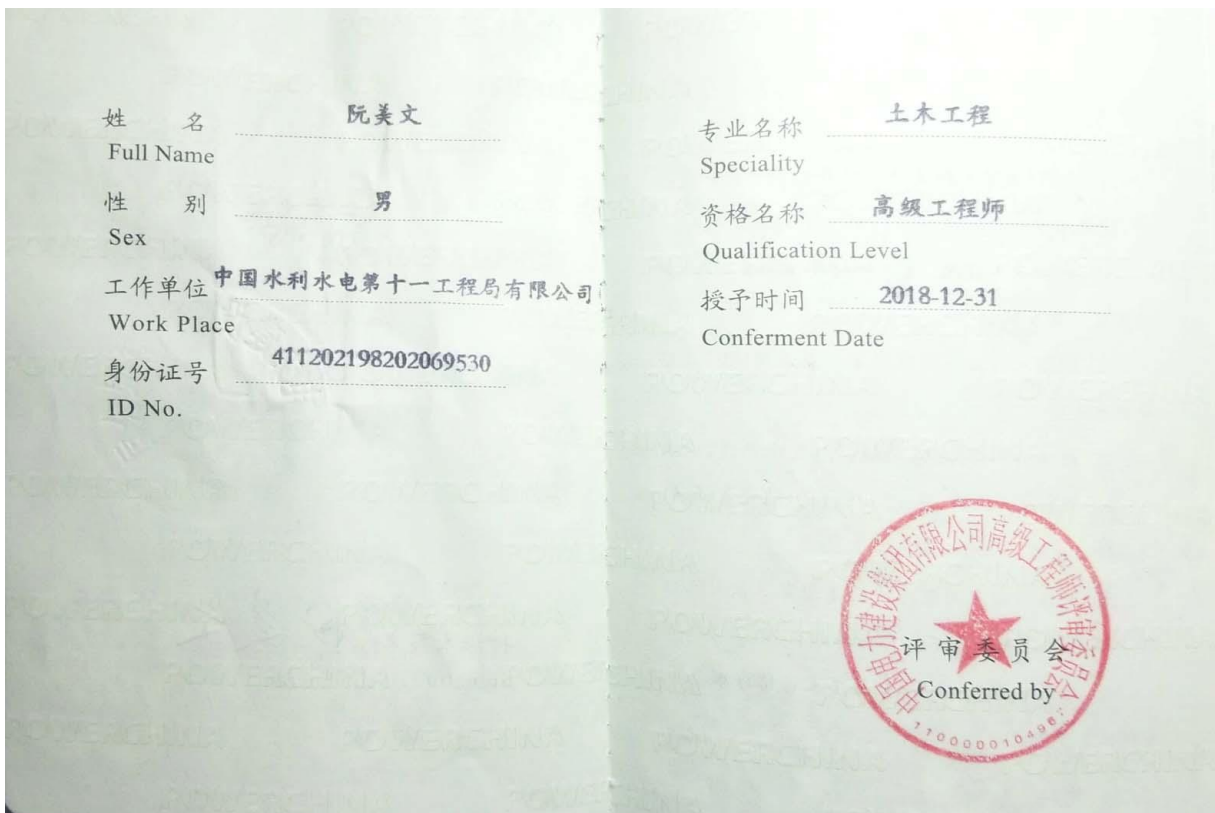 姓 名 阮美文
Full Name
性 别 男
Sex
工作单位 中国水利水电第十一工程局有限公司
Work Place
身份证号 411202198202069530
ID No.
专业名称 土木工程
Speciality
资格名称 高级工程师
Qualification Level
授予时间 2018-12-31
Conferment Date
中国电力建设集团有限公司高级工程师评审委员会
评审委员会
Conferred by